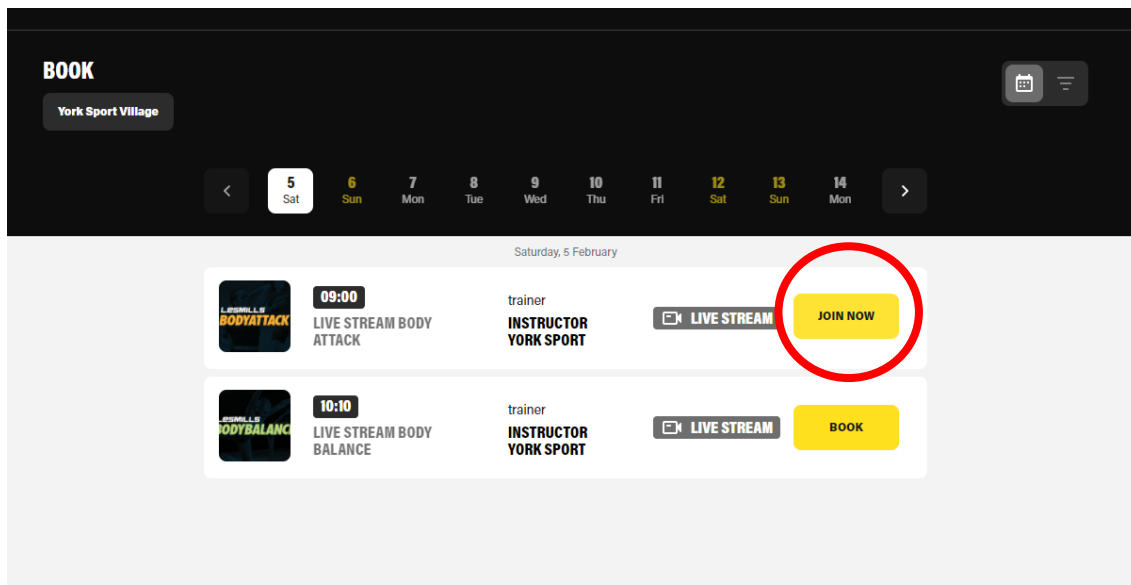 BOOK
York Sport Village
5 6 7 8 9 10 11 12 13 14
Sat Sun Mon Tue Wed Thu Fri Sat Sun Mon
Saturday, 5 February
LESMILLS
BODYATTACK
09:00
LIVE STREAM BODY
ATTACK
trainer
INSTRUCTOR
YORK SPORT
LIVE STREAM
JOIN NOW
LESMILLS
BODYBALANC
10:10
LIVE STREAM BODY
BALANCE
trainer
INSTRUCTOR
YORK SPORT
LIVE STREAM
BOOK